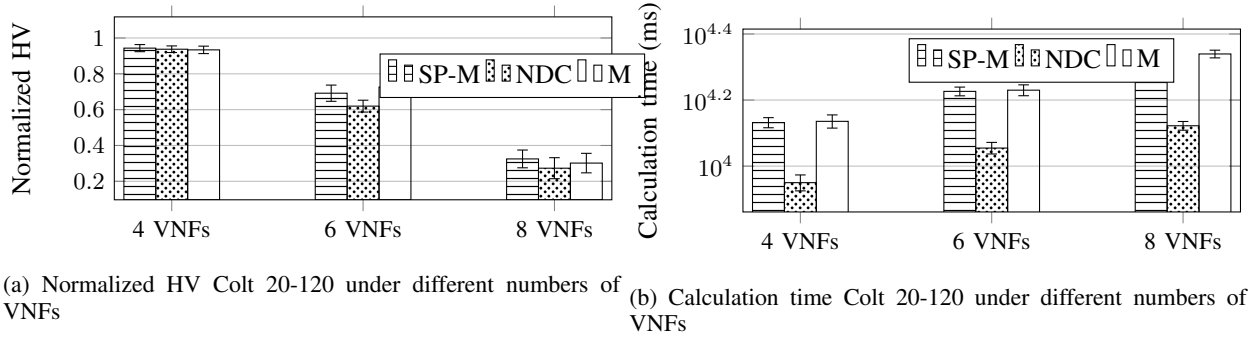 Normalized HV
1
0.8
0.6
0.4
0.2
SP-M NDC M
4 VNFs 6 VNFs 8 VNFs
(a) Normalized HV Colt 20-120 under different numbers of
VNFs
Calculation time (ms)
10^4.4
10^4.2
10^4
SP-M NDC M
4 VNFs 6 VNFs 8 VNFs
(b) Calculation time Colt 20-120 under different numbers of
VNFs